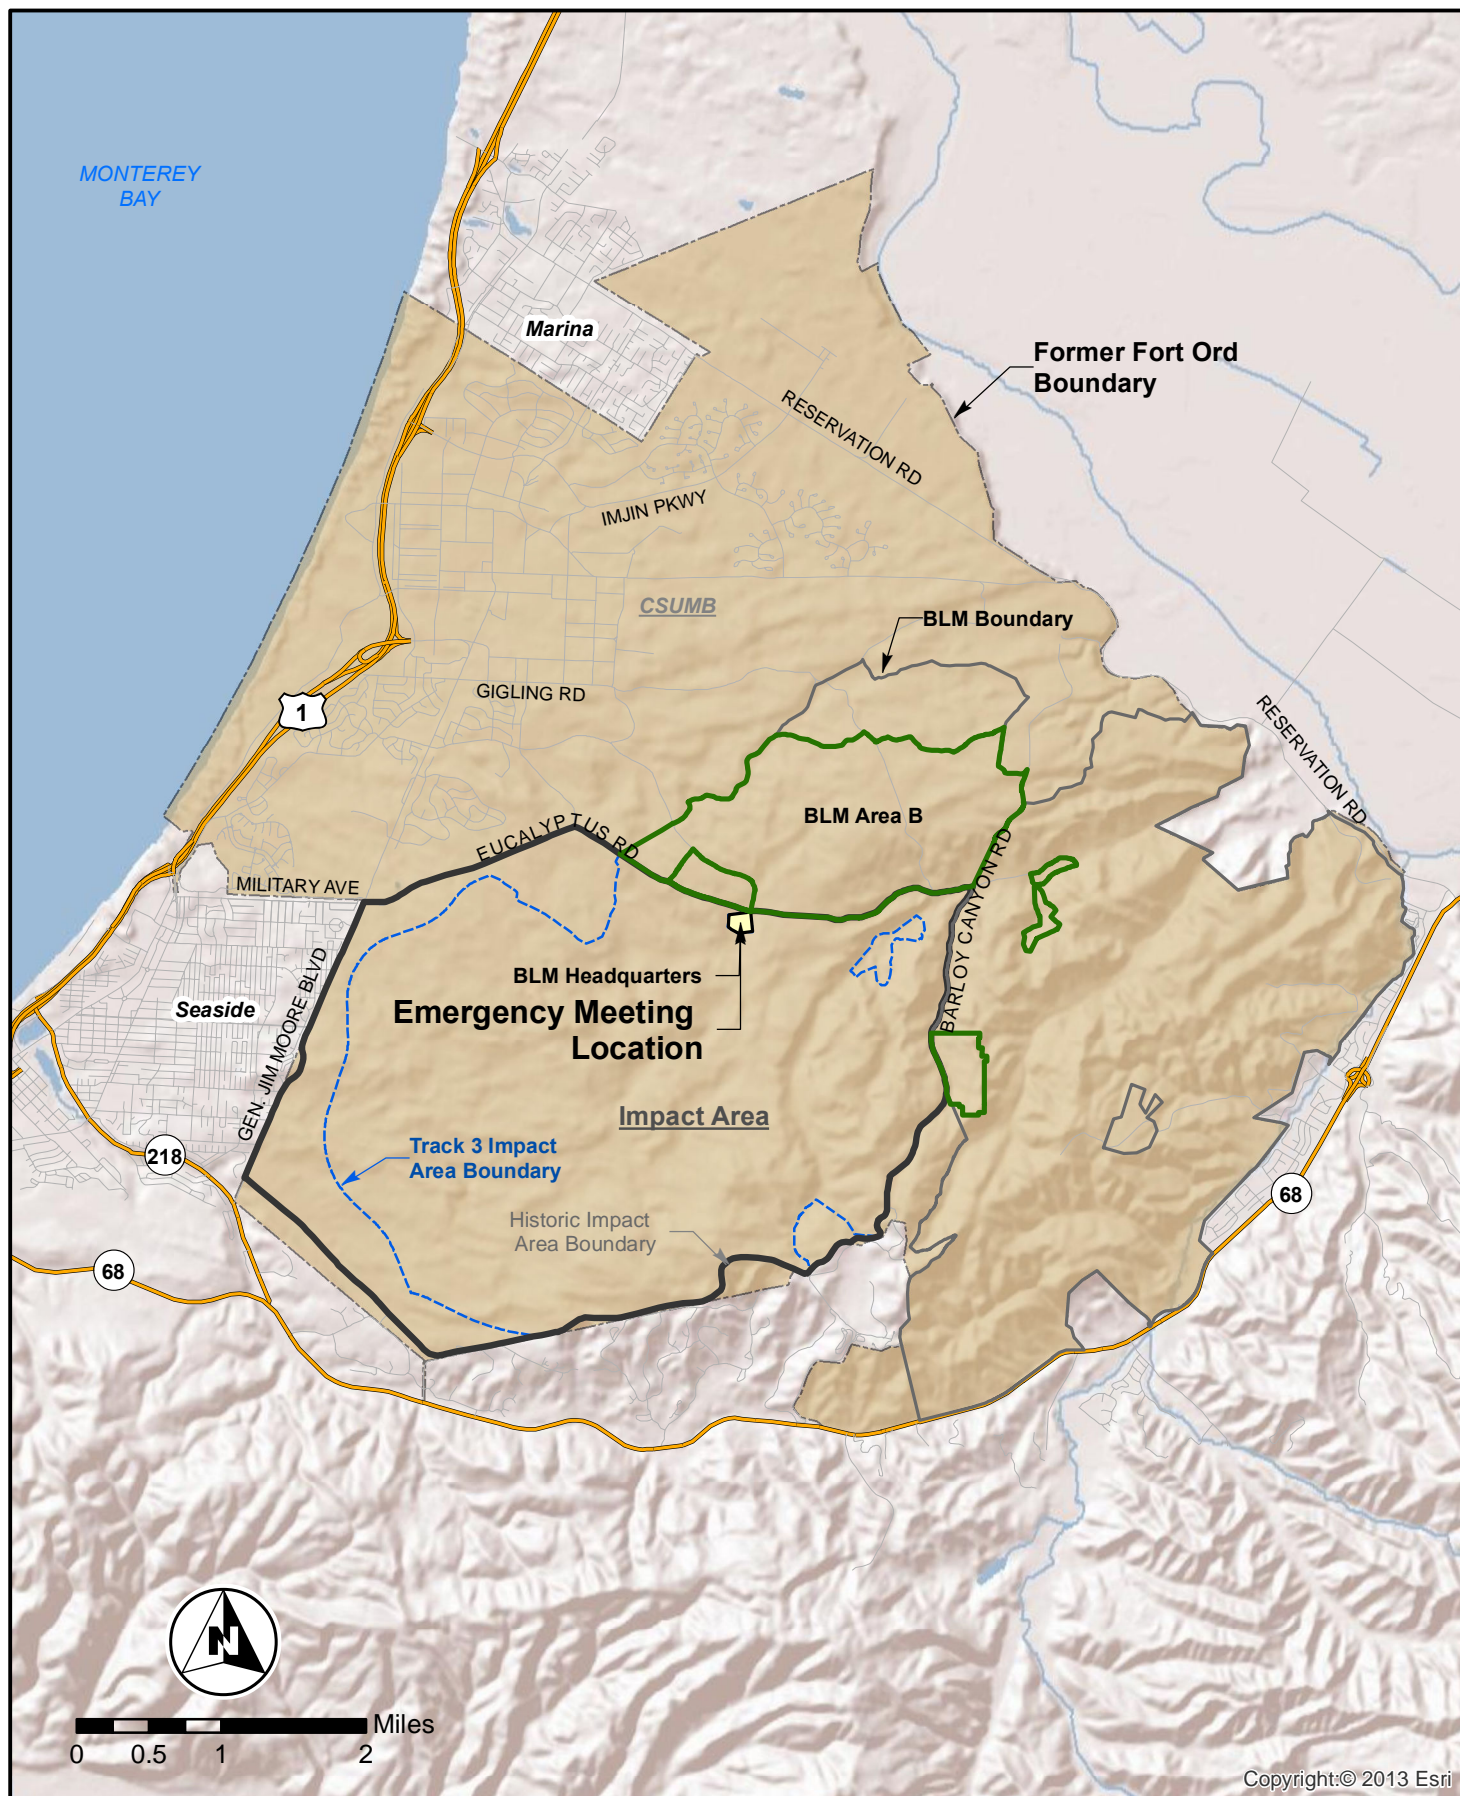 MONTEREY
BAY
Marina
Former Fort Ord
Boundary
RESERVATION RD
IMJIN PKWY
CSUMB
BLM Boundary
GIGLING RD
1
RESERVATION RD
BLM Area B
EUCALYPTUS RD
MILITARY AVE
BARLOY CANYON RD
BLM Headquarters
Seaside
GEN. JIM MOORE BLVD
Emergency Meeting
Location
Impact Area
Track 3 Impact
Area Boundary
218
68
Historic Impact
Area Boundary
68
N
Miles
0 0.5 1 2
Copyright:© 2013 Esri